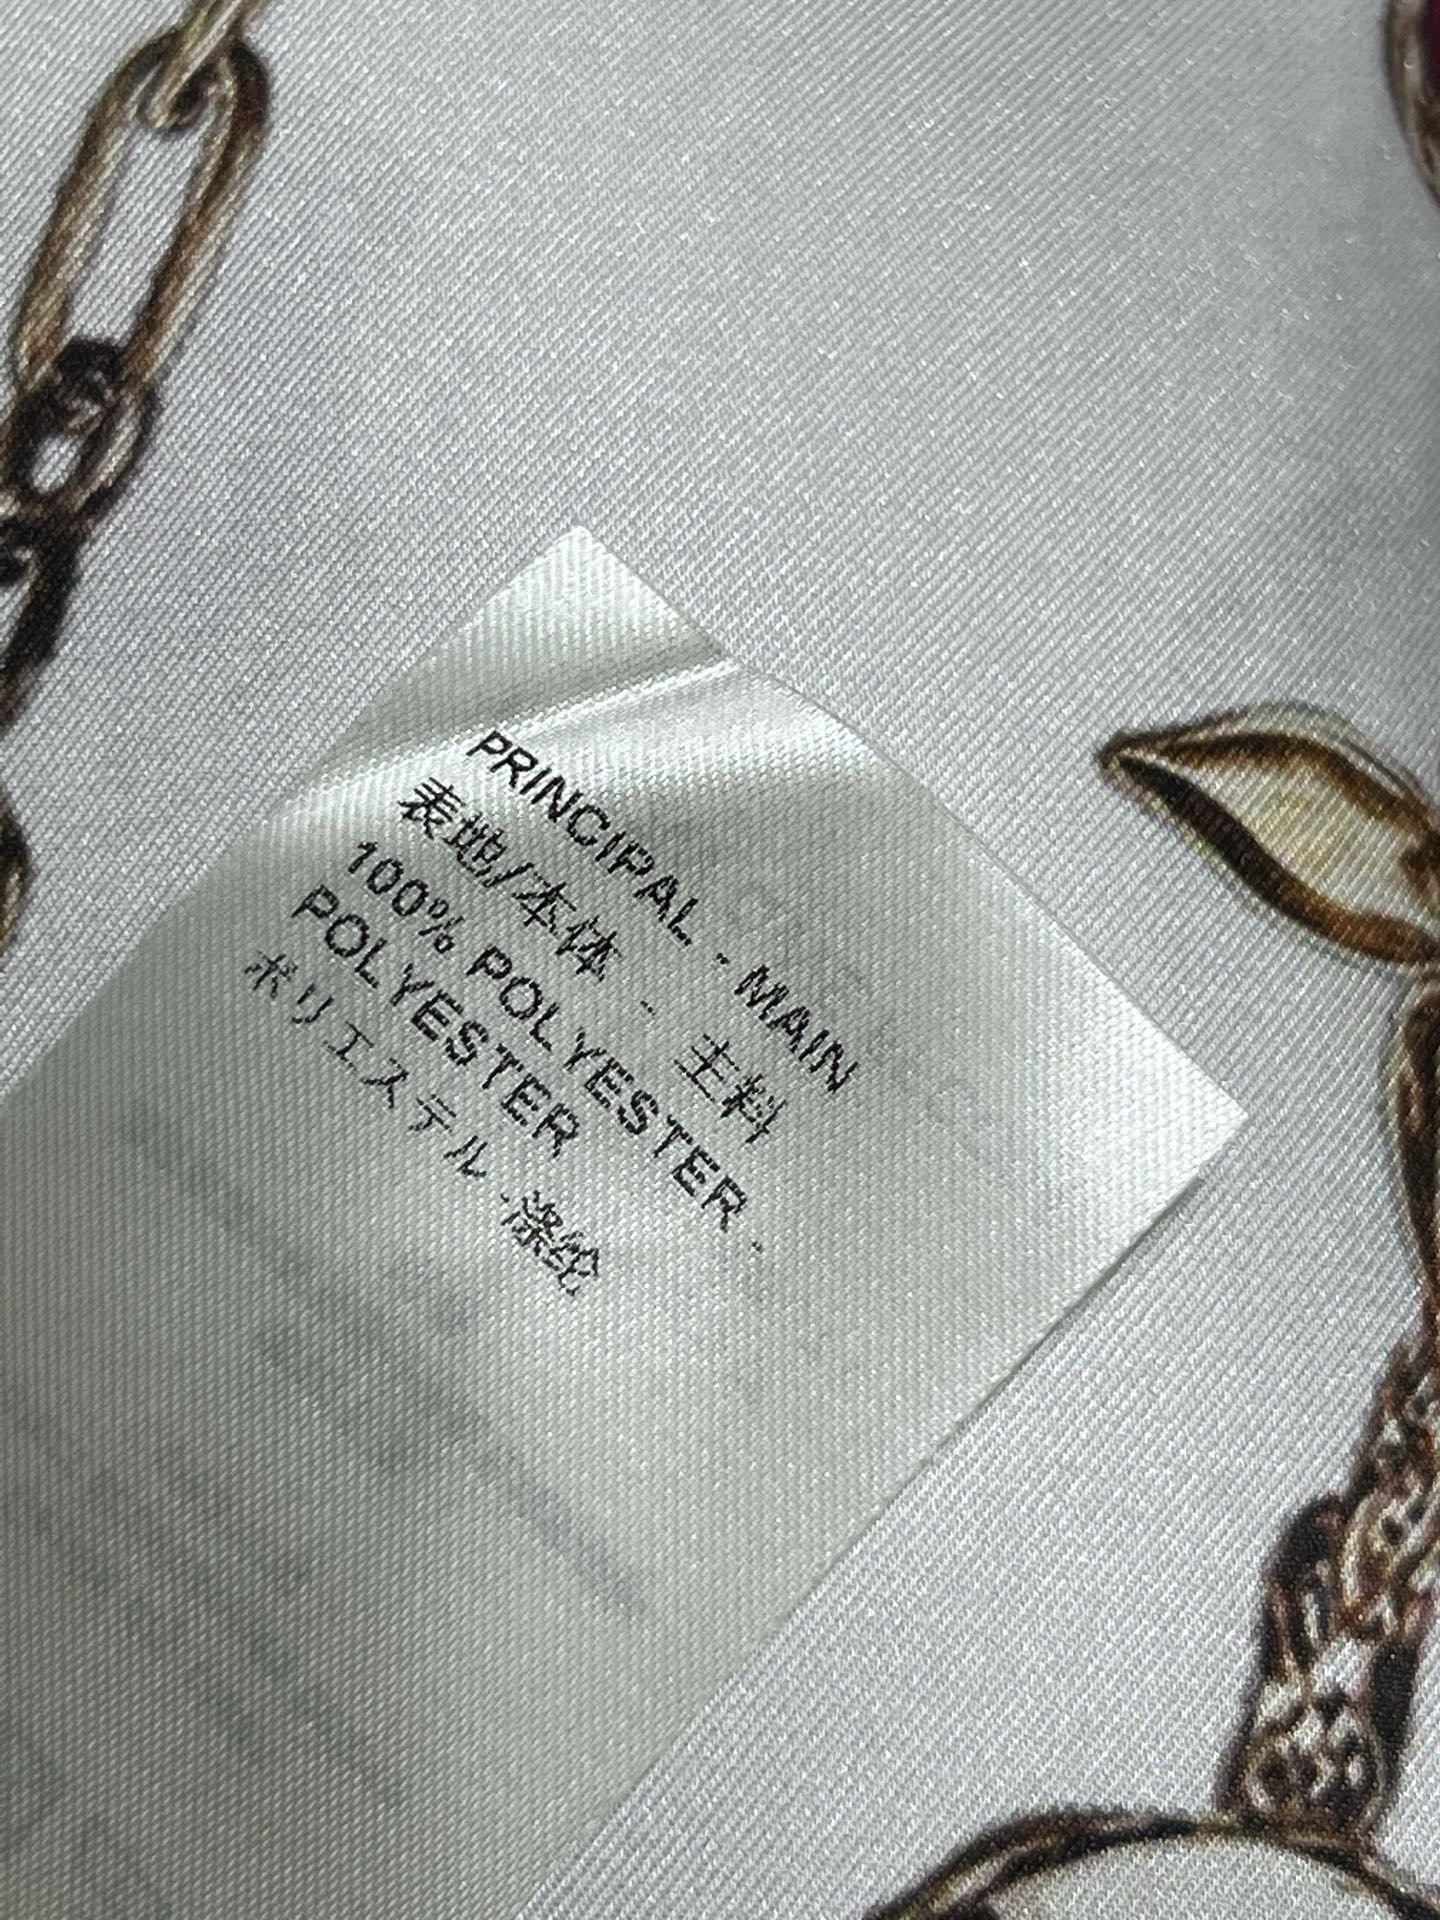 PRINCIPAL - MAIN
表地/本体 - 主料
100% POLYESTER -
POLYESTER
ポリエステル -涤纶